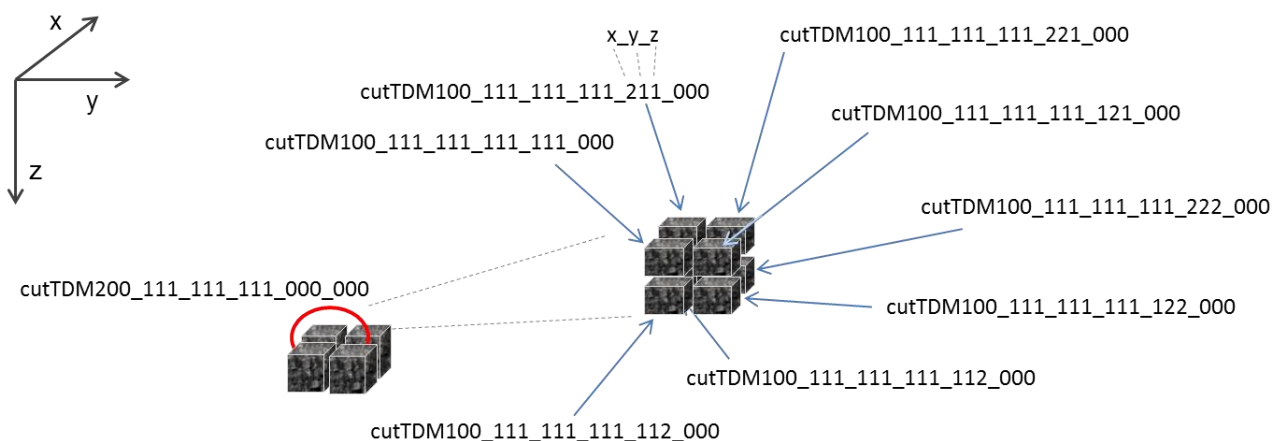 x
y
z
x_y_z
cutTDM100_111_111_111_221_000
cutTDM100_111_111_111_211_000
cutTDM100_111_111_111_121_000
cutTDM100_111_111_111_111_000
cutTDM100_111_111_111_222_000
cutTDM200_111_111_111_000_000
cutTDM100_111_111_111_122_000
cutTDM100_111_111_111_112_000
cutTDM100_111_111_111_112_000